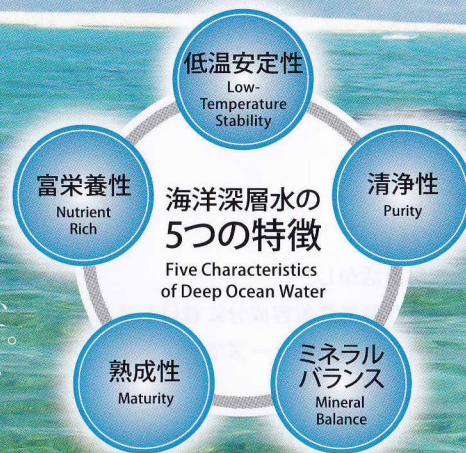 低温安定性
Low-
Temperature
Stability
富栄養性
Nutrient
Rich
清浄性
Purity
海洋深層水の
5つの特徴
Five Characteristics
of Deep Ocean Water
熟成性
Maturity
ミネラル
バランス
Mineral
Balance